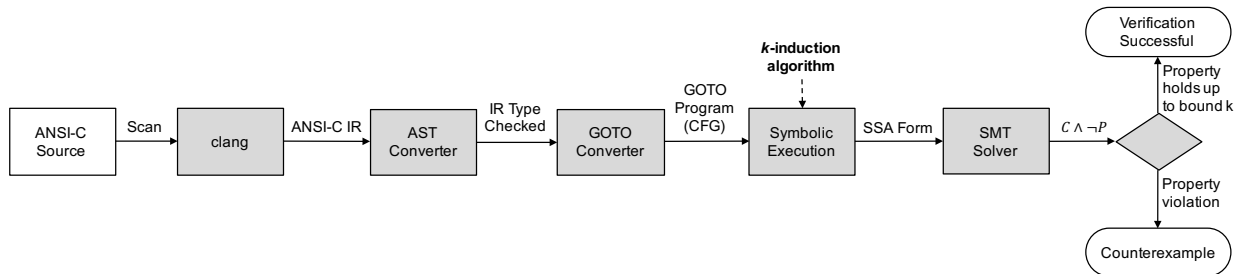 ANSI-C
Source
Scan
clang
ANSI-C IR
AST
Converter
IR Type
Checked
GOTO
Converter
GOTO
Program
(CFG)
k-induction
algorithm
Symbolic
Execution
SSA Form
SMT
Solver
C ∧ ¬P
Verification
Successful
Property
holds up
to bound k
Property
violation
Counterexample